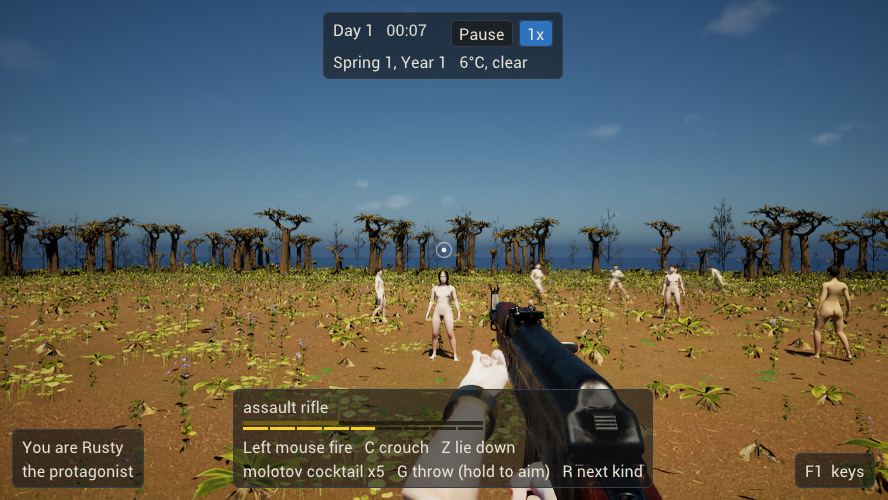 Day 1 00:07 Pause 1x
Spring 1, Year 1 6°C, clear
assault rifle
Left mouse fire C crouch Z lie down
molotov cocktail x5 G throw (hold to aim) R next kind
You are Rusty
the protagonist
F1 keys